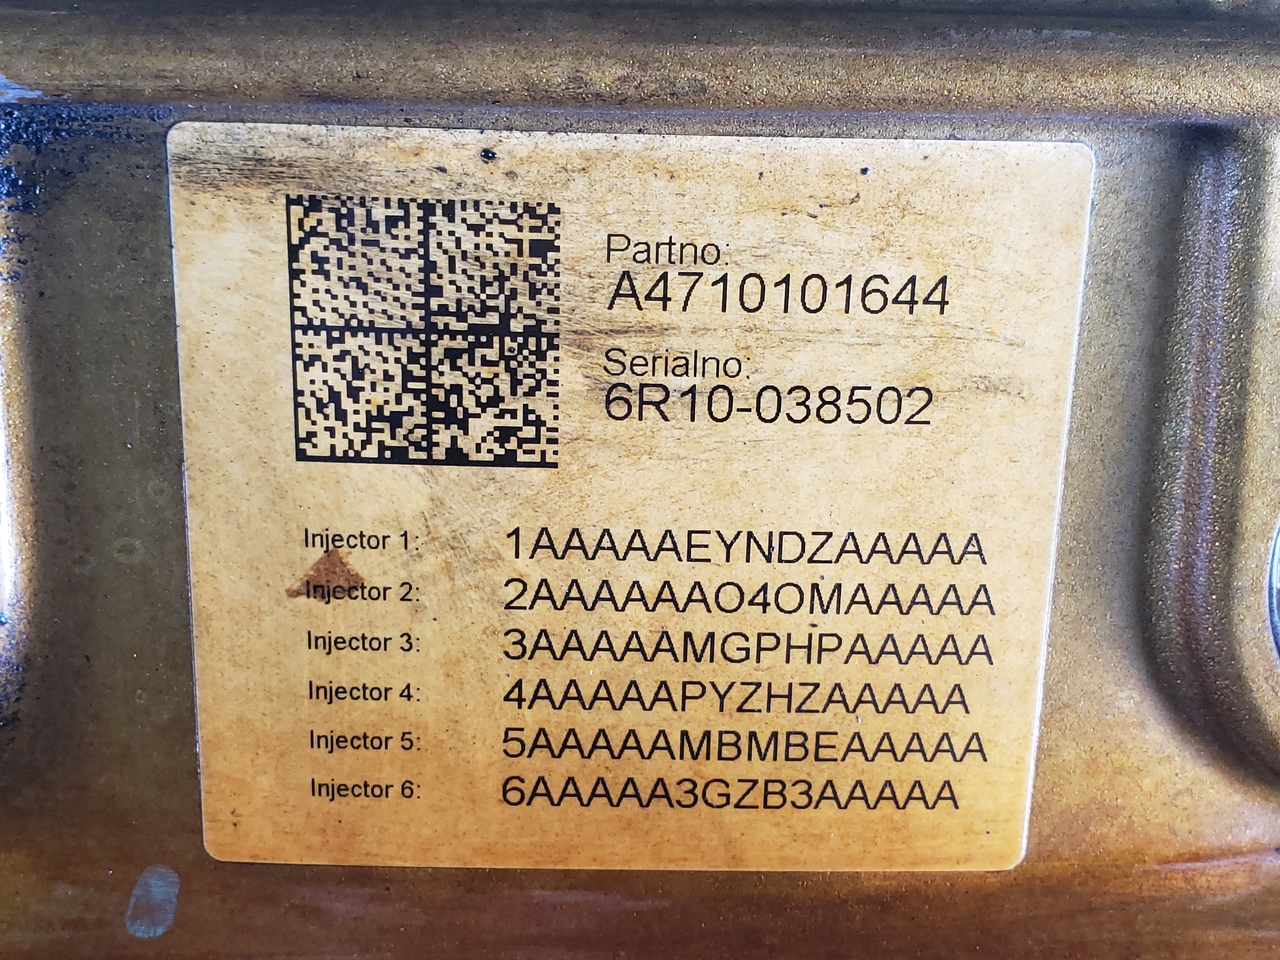 Partno:
A4710101644
Serialno:
6R10-038502
Injector 1: 1AAAAAEYNDZAAAAA
Injector 2: 2AAAAAAO4OMAAAAA
Injector 3: 3AAAAAMGPHPAAAAA
Injector 4: 4AAAAAPYZHZAAAAA
Injector 5: 5AAAAAMBMBEAAAAA
Injector 6: 6AAAAA3GZB3AAAAA